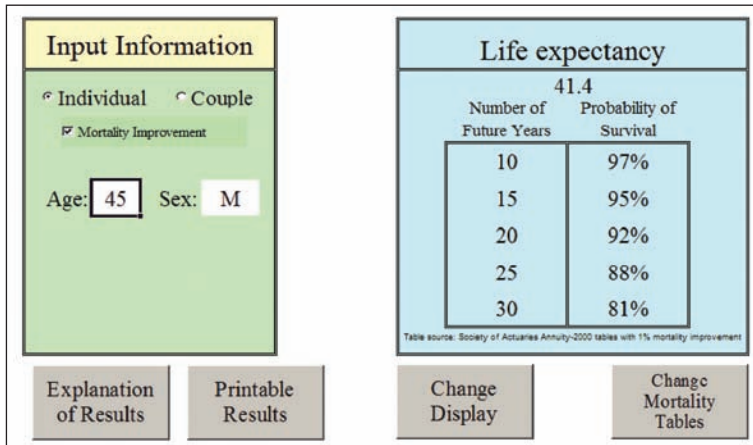 Input Information
Individual Couple
Mortality Improvement
Age: 45 Sex: M
Explanation
of Results
Printable
Results
Life expectancy
41.4
Number of
Future Years
Probability of
Survival
10 97%
15 95%
20 92%
25 88%
30 81%
Table source: Society of Actuaries Annuity-2000 tables with 1% mortality improvement
Change
Display
Change
Mortality
Tables